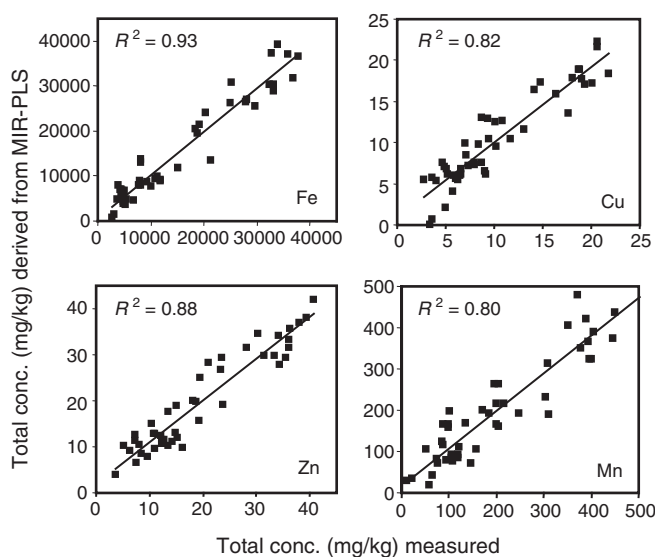 Total conc. (mg/kg) derived from MIR-PLS
R² = 0.93
40000
30000
20000
10000
0
0 10000 20000 30000 40000
Fe
R² = 0.82
25
20
15
10
5
0
0 5 10 15 20 25
Cu
R² = 0.88
40
30
20
10
0
0 10 20 30 40
Zn
R² = 0.80
500
400
300
200
100
0
0 100 200 300 400 500
Mn
Total conc. (mg/kg) measured